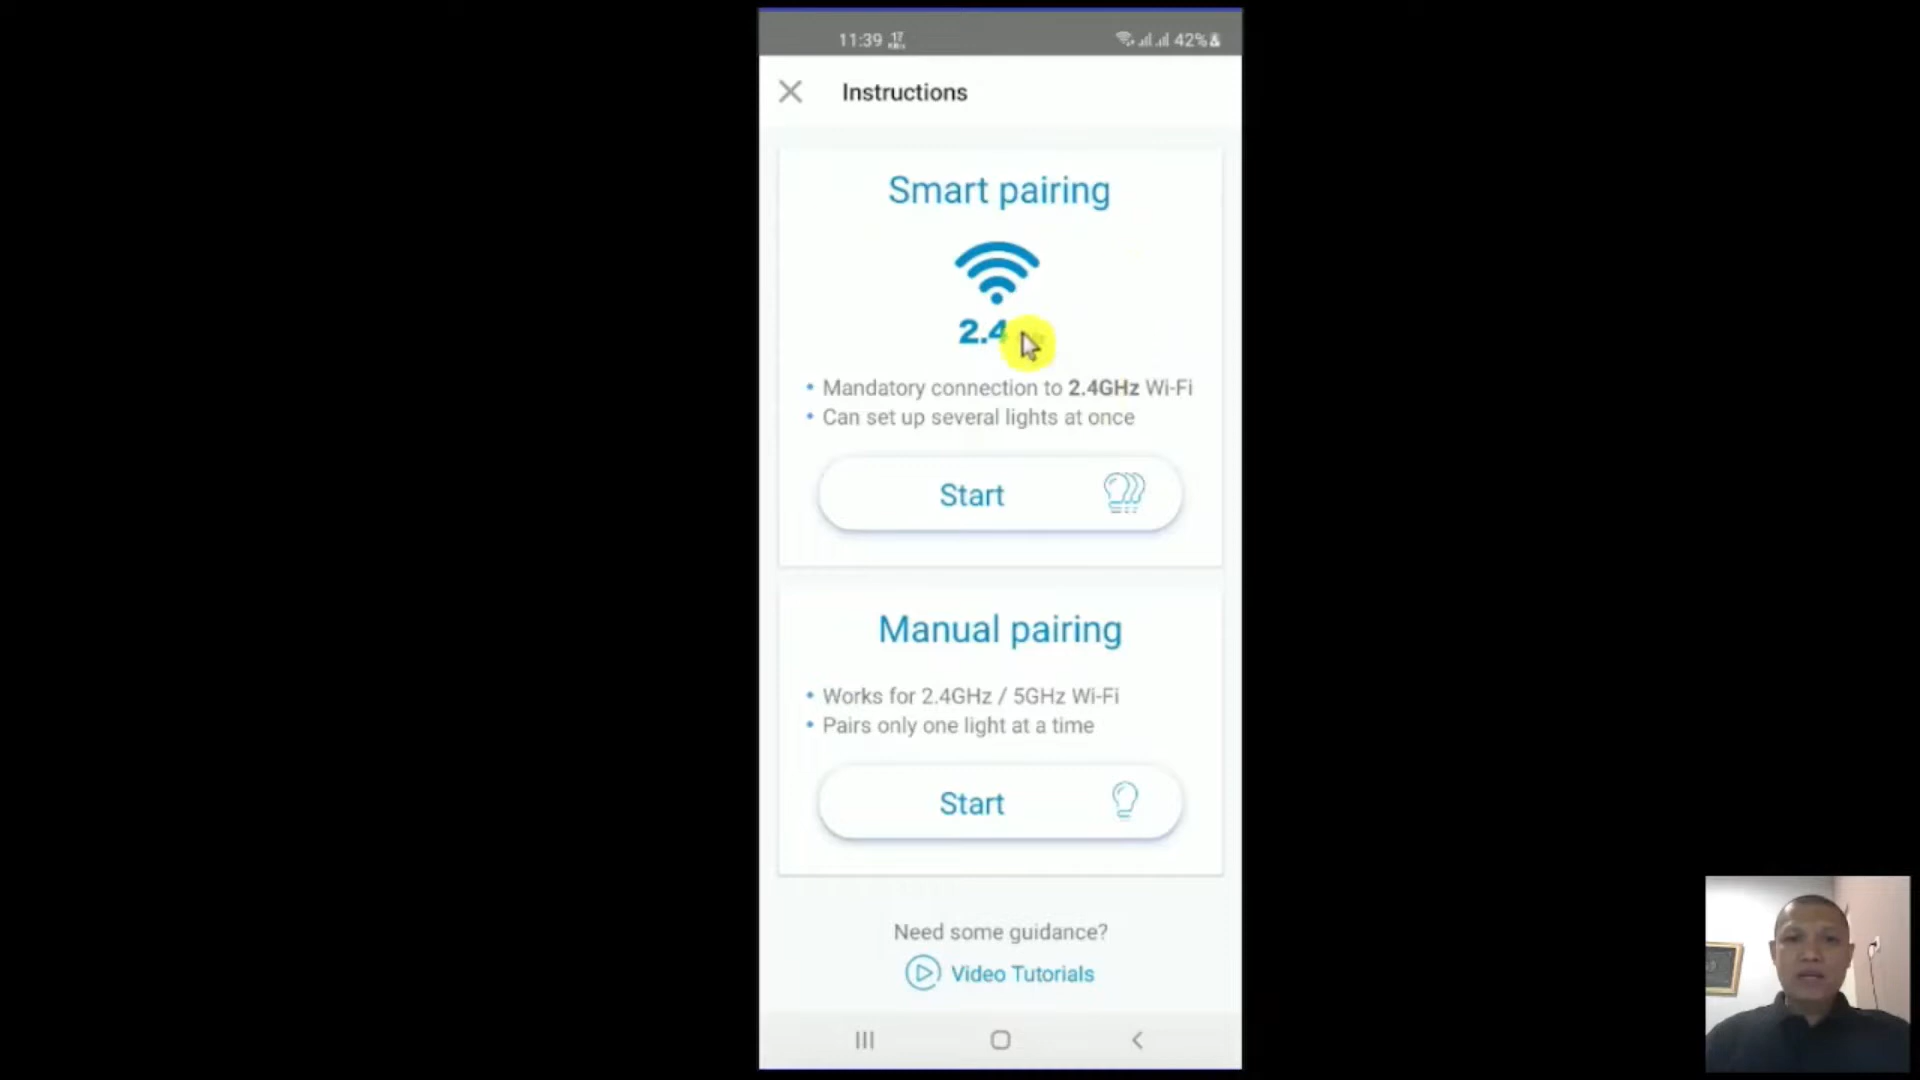 11:39 17
42%
Instructions
Smart pairing
2.4
• Mandatory connection to 2.4GHz Wi-Fi
• Can set up several lights at once
Start
Manual pairing
• Works for 2.4GHz / 5GHz Wi-Fi
• Pairs only one light at a time
Start
Need some guidance?
Video Tutorials